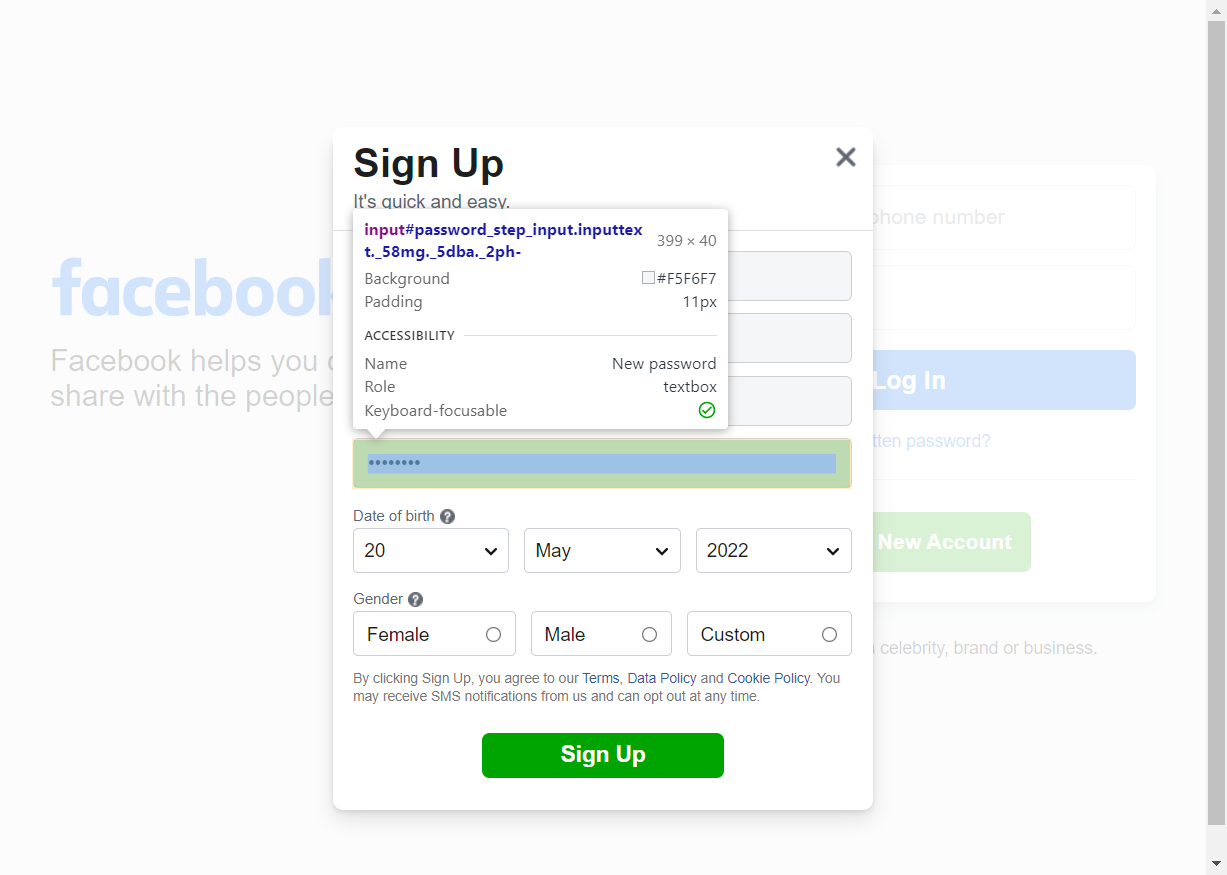 Sign Up
It's quick and easy.
input#password_step_input.inputtex
t._58mg._5dba._2ph-
399 × 40
Background
#F5F6F7
Padding
11px
ACCESSIBILITY
Name
New password
Role
textbox
Keyboard-focusable
••••••••
Date of birth ?
20
May
2022
Gender ?
Female
Male
Custom
By clicking Sign Up, you agree to our Terms, Data Policy and Cookie Policy. You
may receive SMS notifications from us and can opt out at any time.
Sign Up
facebook
Facebook helps you
share with the people
phone number
Log In
password?
New Account
celebrity, brand or business.